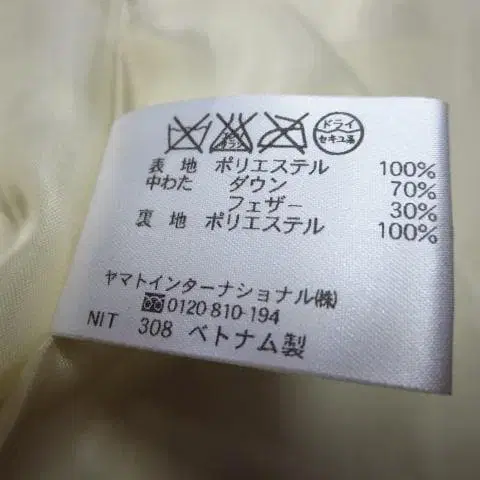 ドライ
セキユ系
表 地 ポリエステル 100%
中わた ダウン 70%
フェザー 30%
裏 地 ポリエステル 100%
ヤマトインターナショナル㈱
0120-810-194
NIT 308 ベトナム製